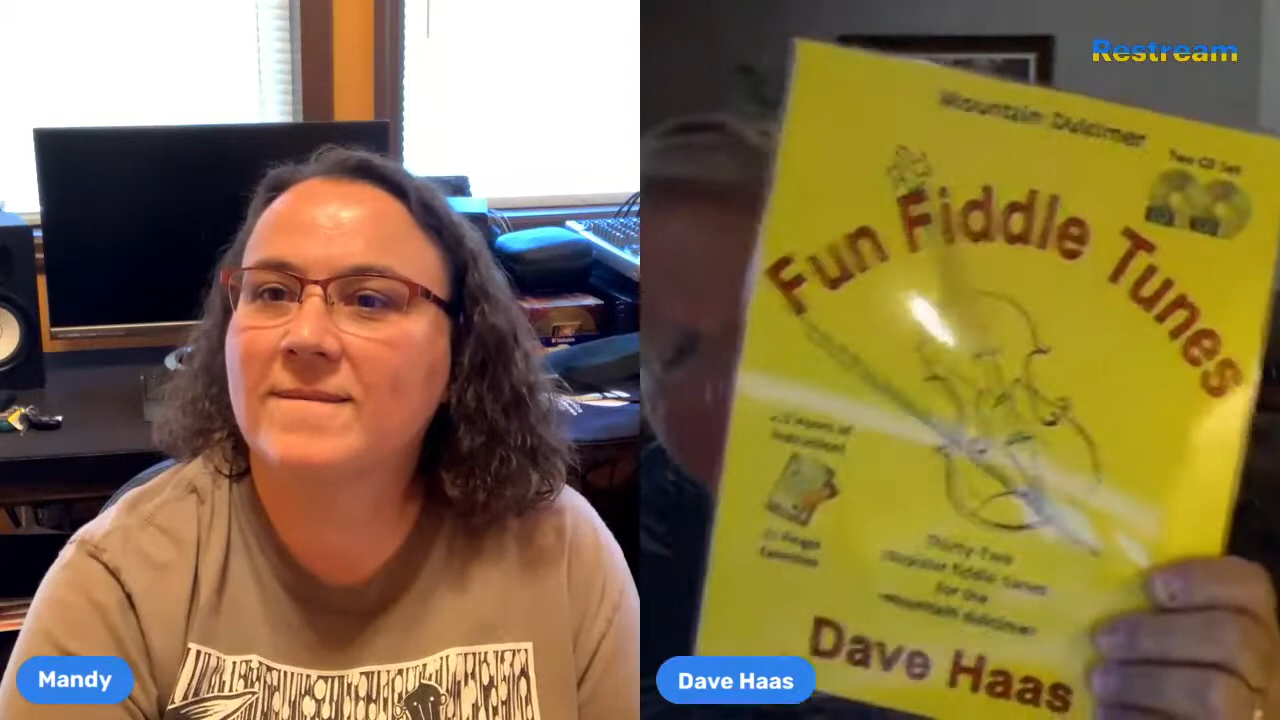 Restream
Mountain Dulcimer
Two CD Set
Fun Fiddle Tunes
Thirty-Two
fiddle tunes
for the
mountain dulcimer
Dave Haas
Mandy
Dave Haas